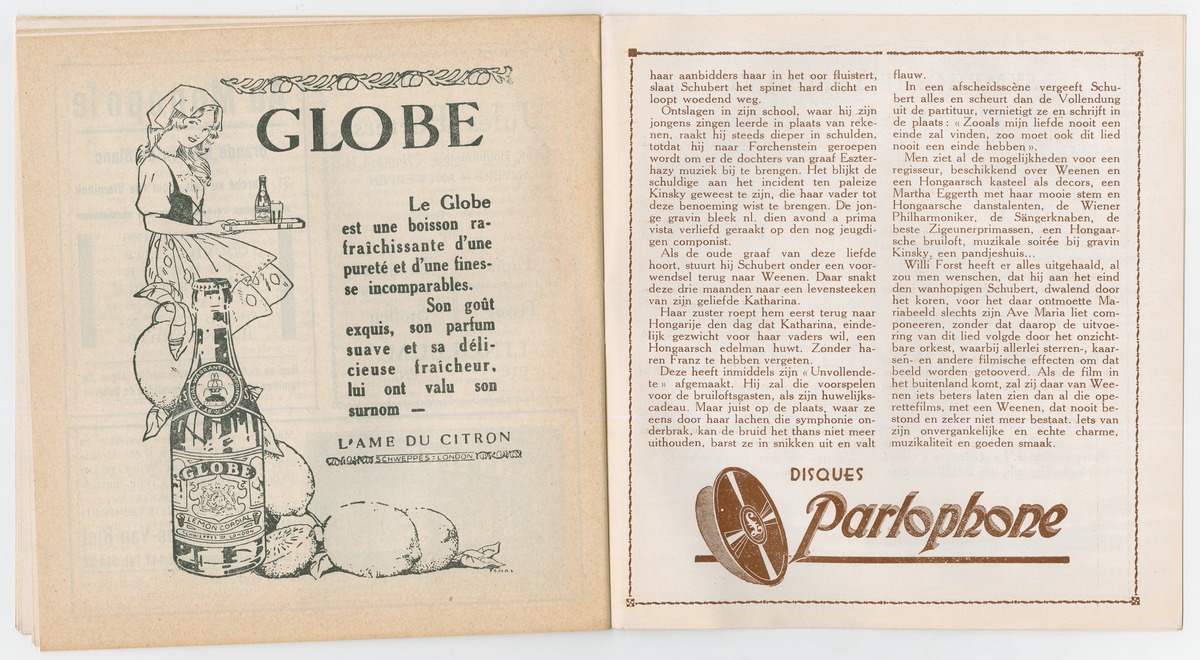 GLOBE
Le Globe
est une boisson ra-
fraîchissante d'une
pureté et d'une fines-
se incomparables.
Son goût
exquis, son parfum
suave et sa déli-
cieuse fraîcheur,
lui ont valu son
surnom —
L'AME DU CITRON
SCHWEPPES : LONDON
GLOBE
LEMON CORDIAL
SCHWEPPES LONDON
haar aanbidders haar in het oor fluistert,
slaat Schubert het spinet hard dicht en
loopt woedend weg.
Ontslagen in zijn school, waar hij zijn
jongens zingen leerde in plaats van reke-
nen, raakt hij steeds dieper in schulden,
totdat hij naar Forchenstein geroepen
wordt om er de dochters van graaf Eszter-
hazy muziek bij te brengen. Het blijkt de
schuldige aan het incident ten paleize
Kinsky geweest te zijn, die haar vader tot
deze benoeming wist te brengen. De jon-
ge gravin bleek nl. dien avond a prima
vista verliefd geraakt op den nog jeugdi-
gen componist.
Als de oude graaf van deze liefde
hoort, stuurt hij Schubert onder een voor-
wendsel terug naar Weenen. Daar snakt
deze drie maanden naar een levensteeken
van zijn geliefde Katharina.
Haar zuster roept hem eerst terug naar
Hongarije den dag dat Katharina, einde-
lijk gezwicht voor haar vaders wil, een
Hongaarsch edelman huwt. Zonder ha-
ren Franz te hebben vergeten.
Deze heeft inmiddels zijn « Unvollende-
te » afgemaakt. Hij zal die voorspelen
voor de bruiloftsgasten, als zijn huwelijks-
cadeau. Maar juist op de plaats, waar ze
eens door haar lachen die symphonie on-
derbrak, kan de bruid het thans niet meer
uithouden, barst ze in snikken uit en valt
flauw.
In een afscheidsscène vergeeft Schu-
bert alles en scheurt dan de Vollendung
uit de partituur, vernietigt ze en schrijft in
de plaats : « Zooals mijn liefde nooit een
einde zal vinden, zoo moet ook dit lied
nooit een einde hebben ».
Men ziet al de mogelijkheden voor een
regisseur, beschikkend over Weenen en
een Hongaarsch kasteel als decors, een
Martha Eggerth met haar mooie stem en
Hongaarsche danstalenten, de Wiener
Philharmoniker, de Sängerknaben, de
beste Zigeunerprimassen, een Hongaar-
sche bruiloft, muzikale soirée bij gravin
Kinsky, een pandjeshuis...
Willi Forst heeft er alles uitgehaald, al
zou men wenschen, dat hij aan het eind
den wanhopigen Schubert, dwalend door
het koren, voor het daar ontmoette Ma-
riabeeld slechts zijn Ave Maria liet com-
poneeren, zonder dat daarop de uitvoe-
ring van dit lied volgde door het onzicht-
bare orkest, waarbij allerlei sterren-, kaar-
sen- en andere filmische effecten om dat
beeld worden getooverd. Als de film in
het buitenland komt, zal zij daar van Wee-
nen iets beters laten zien dan al die ope-
rettefilms, met een Weenen, dat nooit be-
stond en zeker niet meer bestaat. Iets van
zijn onvergankelijke en echte charme,
muzikaliteit en goeden smaak.
DISQUES
Parlophone